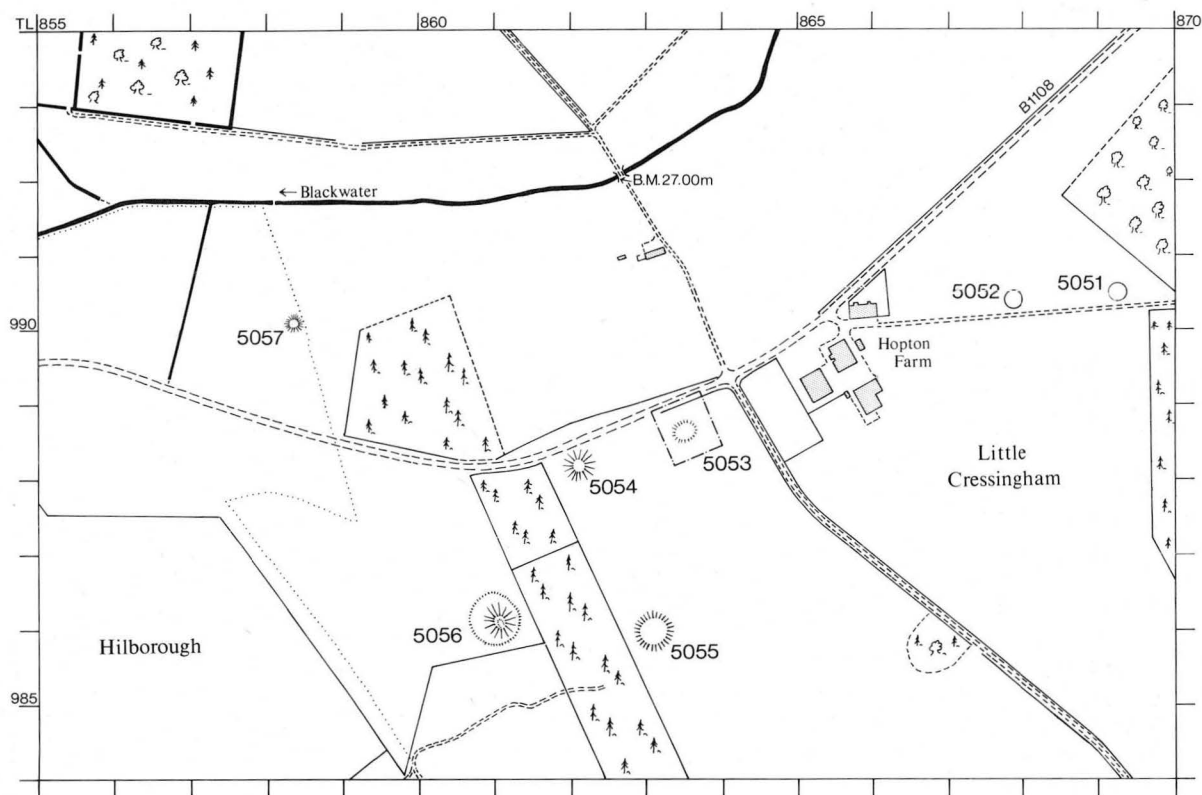 TL 855
860
865
870
B1108
B.M. 27.00m
← Blackwater
5052
5051
990
5057
Hopton
Farm
5053
5054
Little
Cressingham
5056
5055
Hilborough
985